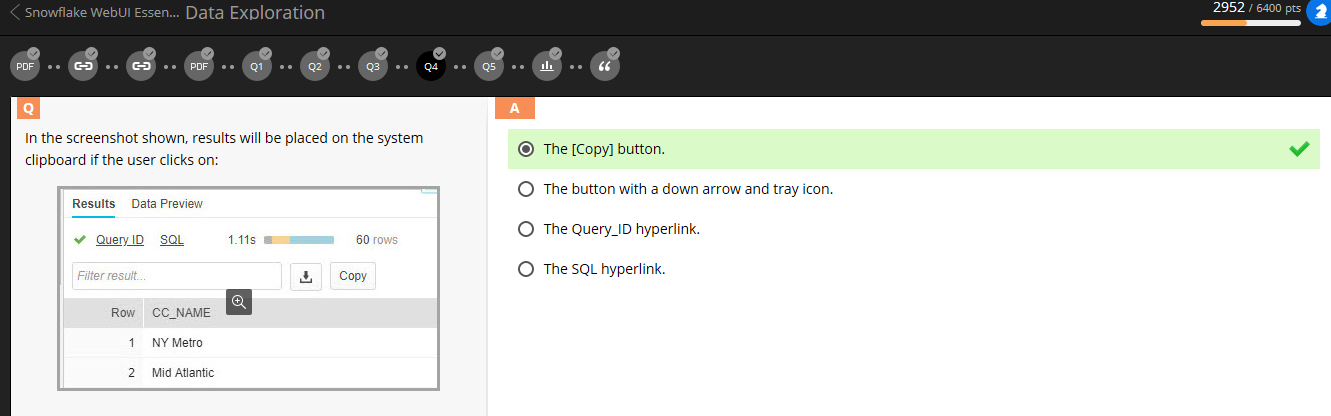 Snowflake WebUI Essen... Data Exploration
2952 / 6400 pts
PDF PDF Q1 Q2 Q3 Q4 Q5 “
Q
In the screenshot shown, results will be placed on the system
clipboard if the user clicks on:
Results Data Preview
Query ID SQL 1.11s 60 rows
Filter result... Copy
Row CC_NAME
1 NY Metro
2 Mid Atlantic
A
The [Copy] button.
The button with a down arrow and tray icon.
The Query_ID hyperlink.
The SQL hyperlink.